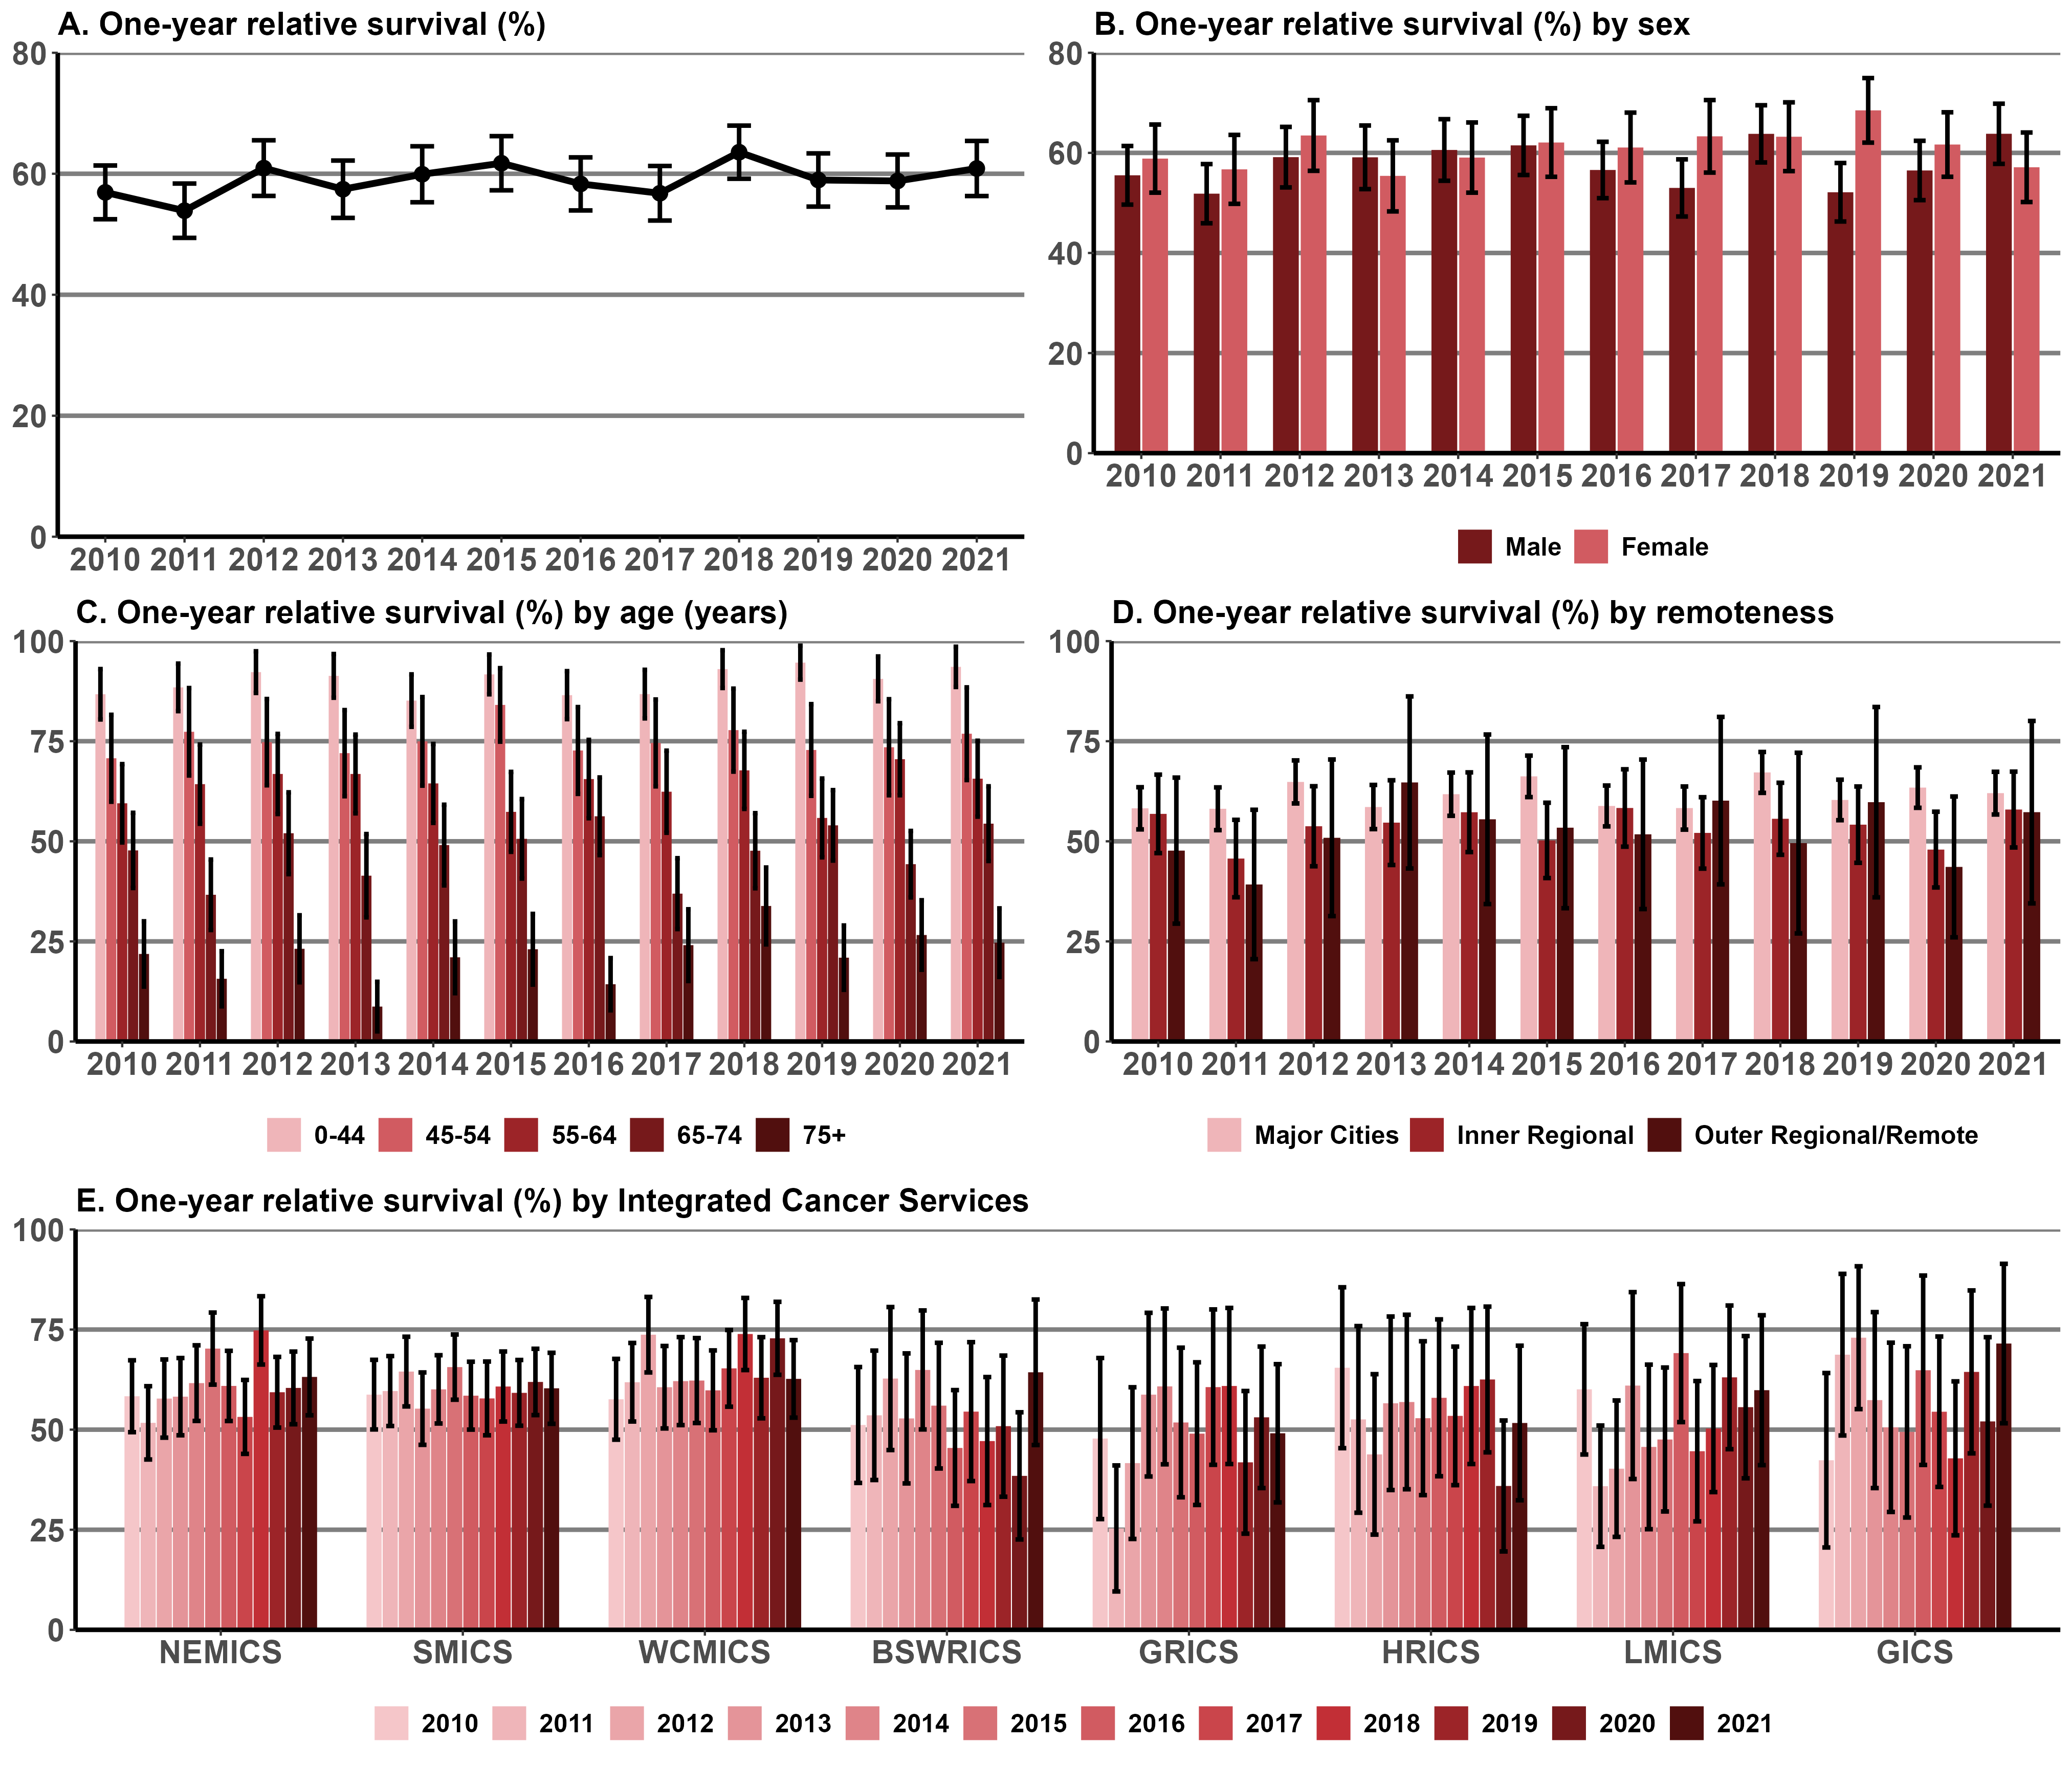 A. One-year relative survival (%)
80
60
40
20
0
2010 2011 2012 2013 2014 2015 2016 2017 2018 2019 2020 2021
B. One-year relative survival (%) by sex
80
60
40
20
0
2010 2011 2012 2013 2014 2015 2016 2017 2018 2019 2020 2021
Male Female
C. One-year relative survival (%) by age (years)
100
75
50
25
0
2010 2011 2012 2013 2014 2015 2016 2017 2018 2019 2020 2021
0-44 45-54 55-64 65-74 75+
D. One-year relative survival (%) by remoteness
100
75
50
25
0
2010 2011 2012 2013 2014 2015 2016 2017 2018 2019 2020 2021
Major Cities Inner Regional Outer Regional/Remote
E. One-year relative survival (%) by Integrated Cancer Services
100
75
50
25
0
NEMICS SMICS WCMICS BSWRICS GRICS HRICS LMICS GICS
2010 2011 2012 2013 2014 2015 2016 2017 2018 2019 2020 2021